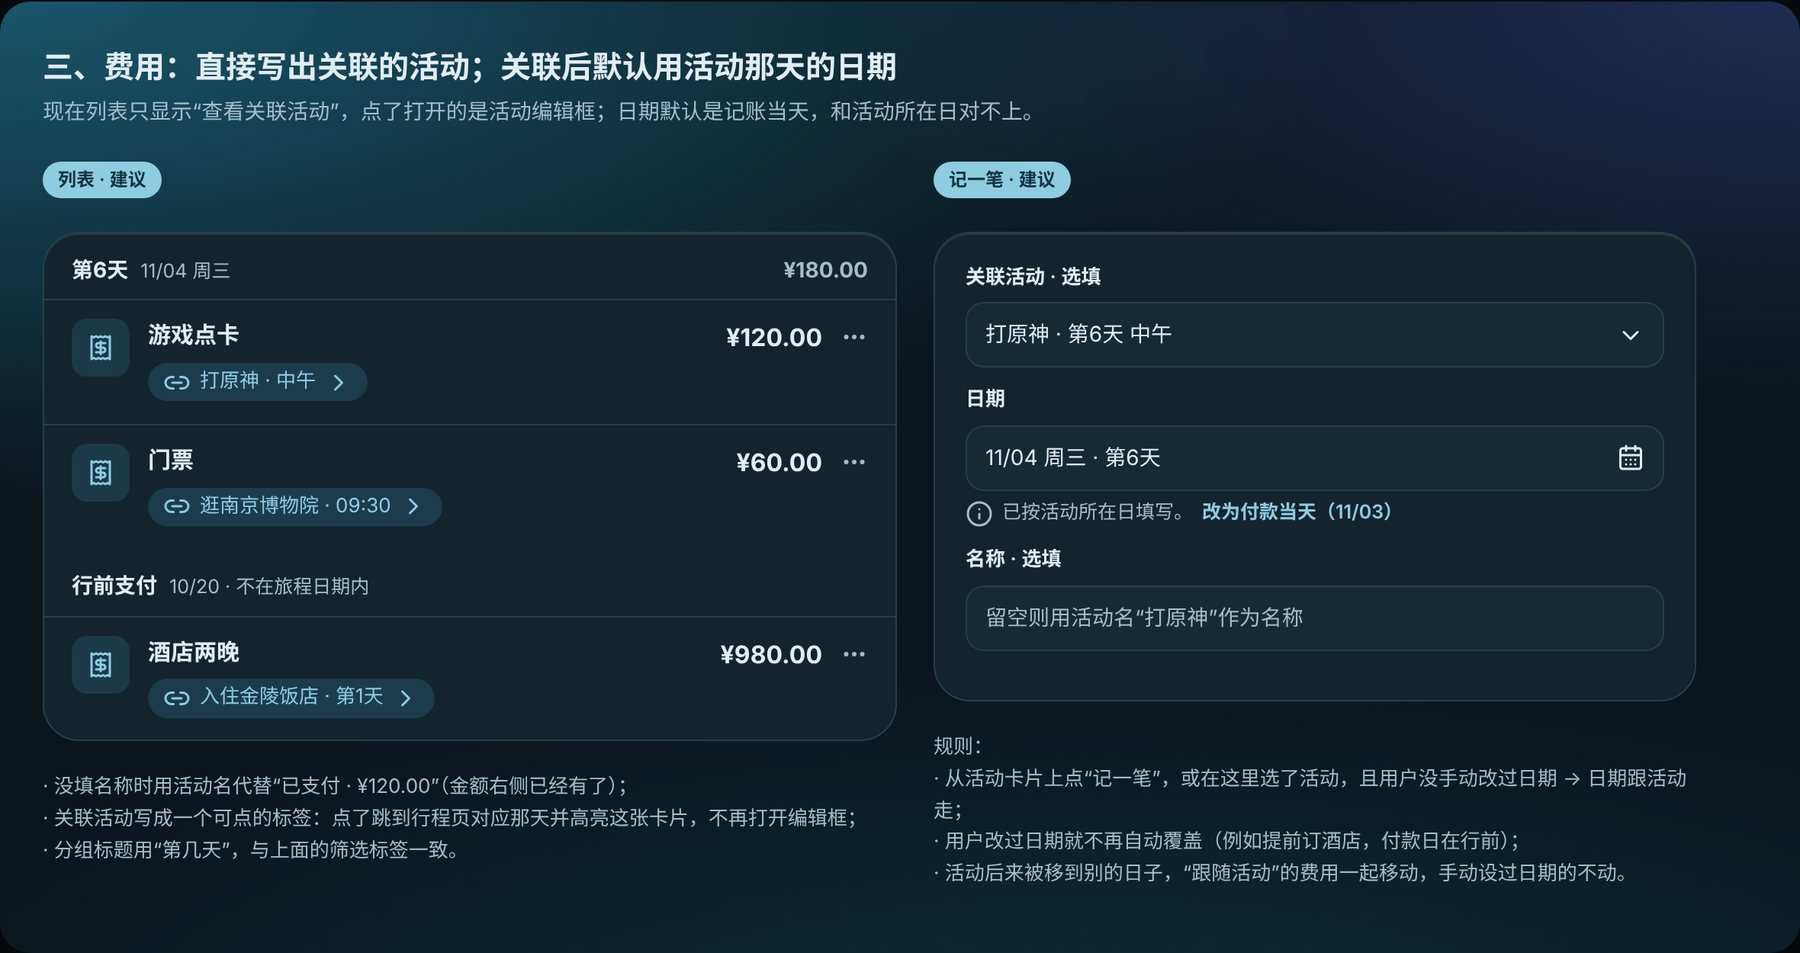 三、费用：直接写出关联的活动；关联后默认用活动那天的日期
现在列表只显示“查看关联活动”，点了打开的是活动编辑框；日期默认是记账当天，和活动所在日对不上。
列表 · 建议
第6天 11/04 周三 ¥180.00
游戏点卡 ¥120.00 ···
打原神 · 中午 >
门票 ¥60.00 ···
逛南京博物院 · 09:30 >
行前支付 10/20 · 不在旅程日期内
酒店两晚 ¥980.00 ···
入住金陵饭店 · 第1天 >
· 没填名称时用活动名代替“已支付 · ¥120.00”（金额右侧已经有了）；
· 关联活动写成一个可点的标签：点了跳到行程页对应那天并高亮这张卡片，不再打开编辑框；
· 分组标题用“第几天”，与上面的筛选标签一致。
记一笔 · 建议
关联活动 · 选填
打原神 · 第6天 中午
日期
11/04 周三 · 第6天
已按活动所在日填写。 改为付款当天（11/03）
名称 · 选填
留空则用活动名“打原神”作为名称
规则：
· 从活动卡片上点“记一笔”，或在这里选了活动，且用户没手动改过日期 → 日期跟活动
走；
· 用户改过日期就不再自动覆盖（例如提前订酒店，付款日在行前）；
· 活动后来被移到别的日子，“跟随活动”的费用一起移动，手动设过日期的不动。